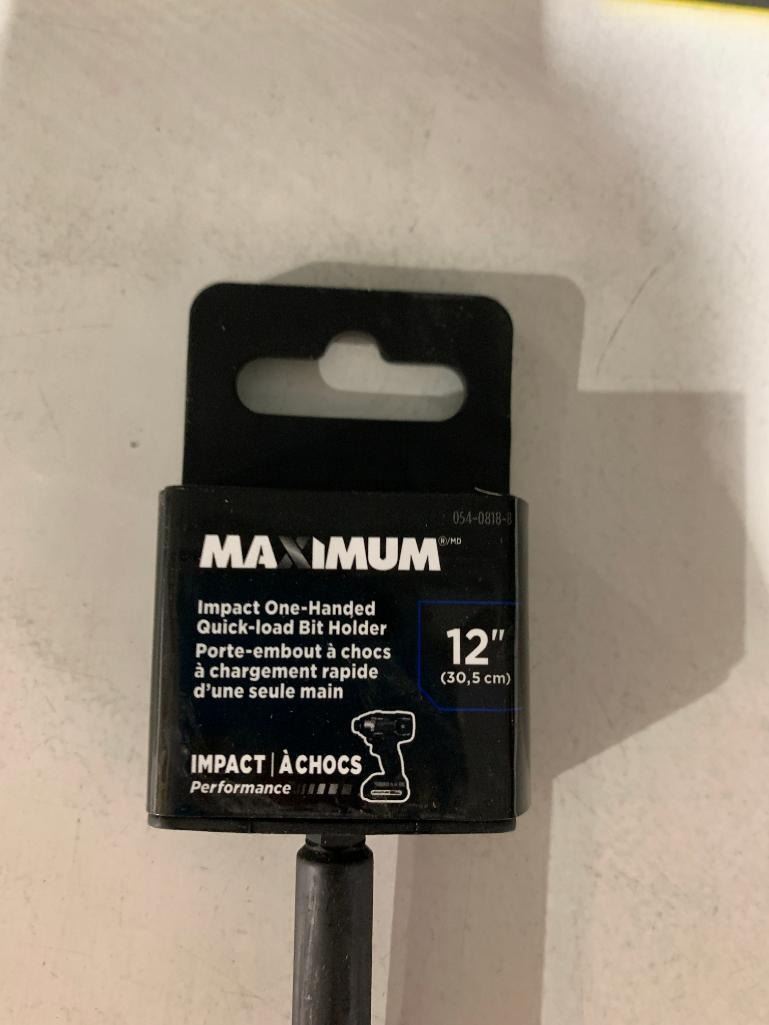 054-0818-8
MAXIMUM®/MD
Impact One-Handed
Quick-load Bit Holder
Porte-embout à chocs
à chargement rapide
d'une seule main
12"
(30,5 cm)
IMPACT | À CHOCS
Performance